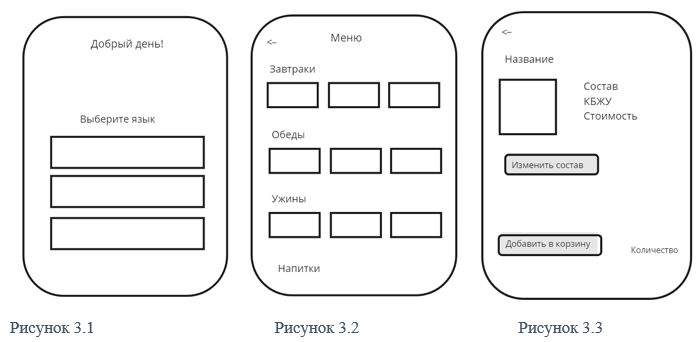 Добрый день!
Выберите язык
<–
Меню
Завтраки
Обеды
Ужины
Напитки
<–
Название
Состав
КБЖУ
Стоимость
Изменить состав
Добавить в корзину
Количество
Рисунок 3.1
Рисунок 3.2
Рисунок 3.3